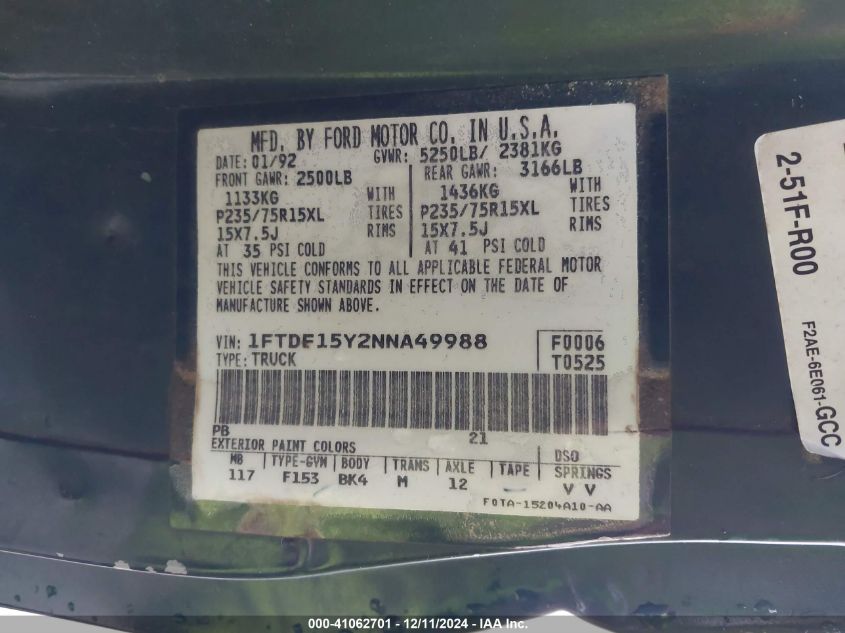 MFD. BY FORD MOTOR CO. IN U.S.A.
DATE: 01/92 GVWR: 5250LB/ 2381KG
FRONT GAWR: 2500LB REAR GAWR: 3166LB
1133KG WITH 1436KG WITH
P235/75R15XL TIRES P235/75R15XL TIRES
15X7.5J RIMS 15X7.5J RIMS
AT 35 PSI COLD AT 41 PSI COLD
THIS VEHICLE CONFORMS TO ALL APPLICABLE FEDERAL MOTOR
VEHICLE SAFETY STANDARDS IN EFFECT ON THE DATE OF
MANUFACTURE SHOWN ABOVE.
VIN: 1FTDF15Y2NNA49988 F0006
TYPE: TRUCK T0525
PB 21
EXTERIOR PAINT COLORS DSO
WB TYPE-GVM BODY TRANS AXLE TAPE SPRINGS
117 F153 BK4 M 12 V V
F0TA-15204A10-AA
2-51F-R00
F2AE-6E061-GCC
000-41062701 - 12/11/2024 - IAA Inc.